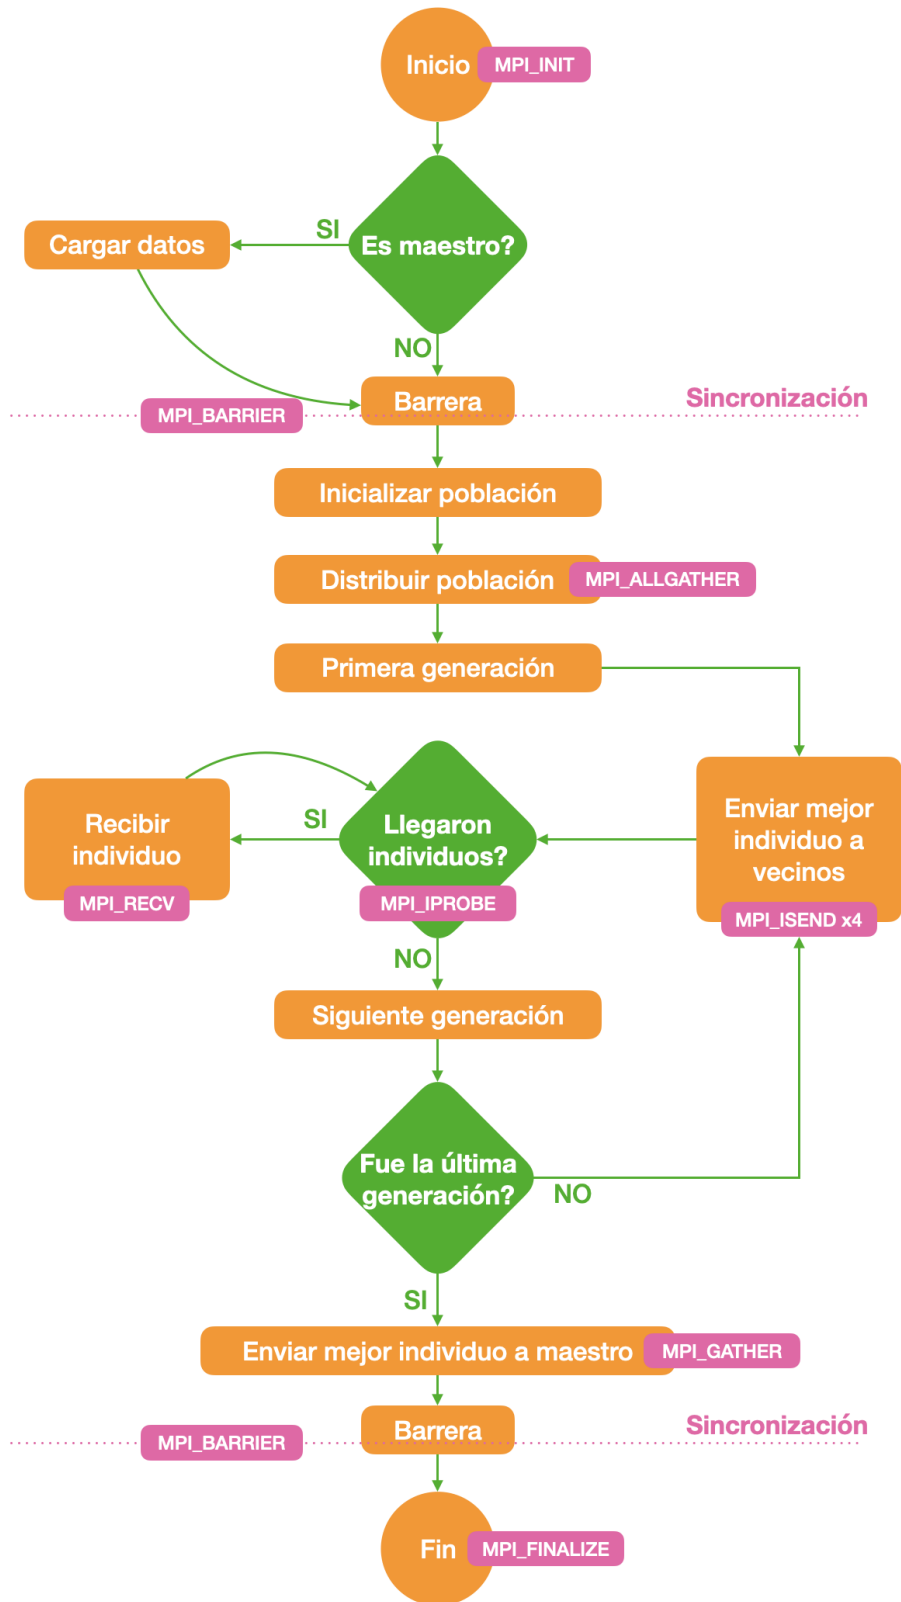 Inicio
MPI_INIT
Es maestro?
SI
Cargar datos
NO
Barrera
MPI_BARRIER
Sincronización
Inicializar población
Distribuir población
MPI_ALLGATHER
Primera generación
Enviar mejor
individuo a
vecinos
MPI_ISEND x4
Llegaron
individuos?
MPI_IPROBE
SI
Recibir
individuo
MPI_RECV
NO
Siguiente generación
Fue la última
generación?
NO
SI
Enviar mejor individuo a maestro
MPI_GATHER
Barrera
MPI_BARRIER
Sincronización
Fin
MPI_FINALIZE